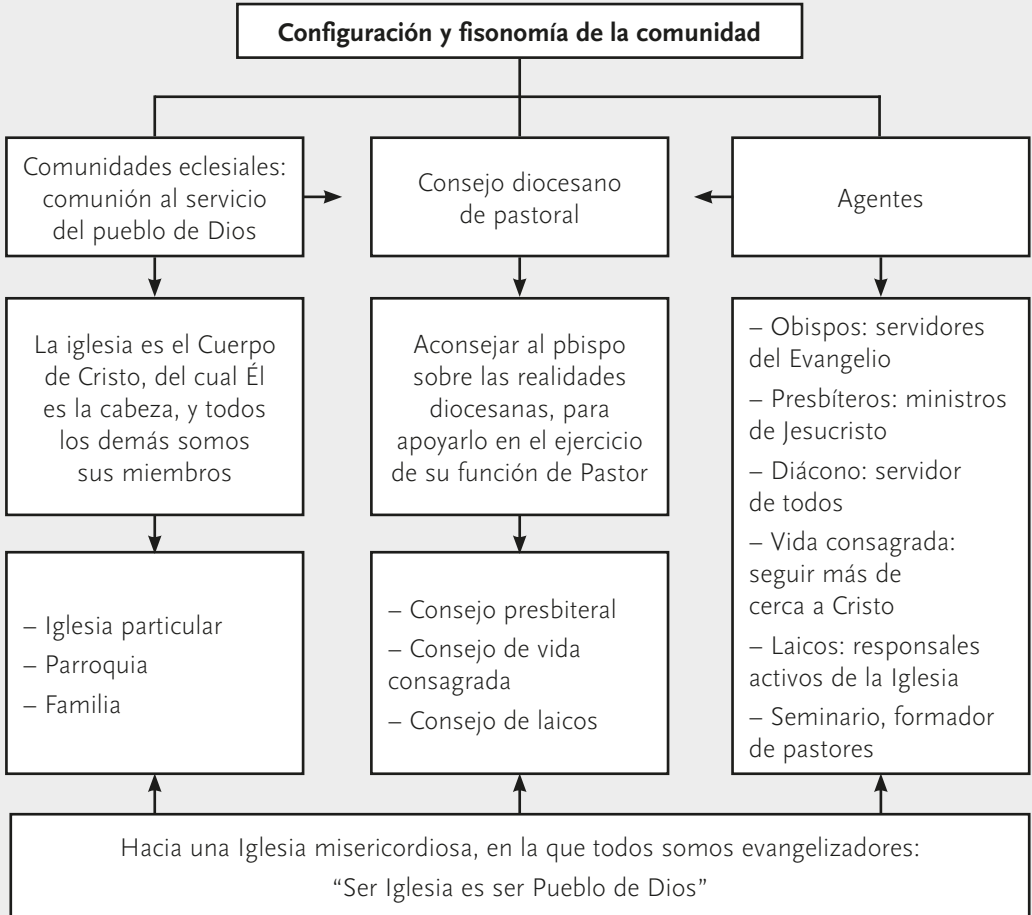 Configuración y fisonomía de la comunidad
Comunidades eclesiales:
comunión al servicio
del pueblo de Dios
Consejo diocesano
de pastoral
Agentes
La iglesia es el Cuerpo
de Cristo, del cual Él
es la cabeza, y todos
los demás somos
sus miembros
Aconsejar al pbispo
sobre las realidades
diocesanas, para
apoyarlo en el ejercicio
de su función de Pastor
– Obispos: servidores
del Evangelio
– Presbíteros: ministros
de Jesucristo
– Diácono: servidor
de todos
– Vida consagrada:
seguir más de
cerca a Cristo
– Laicos: responsales
activos de la Iglesia
– Seminario, formador
de pastores
– Iglesia particular
– Parroquia
– Familia
– Consejo presbiteral
– Consejo de vida
consagrada
– Consejo de laicos
Hacia una Iglesia misericordiosa, en la que todos somos evangelizadores:
“Ser Iglesia es ser Pueblo de Dios”